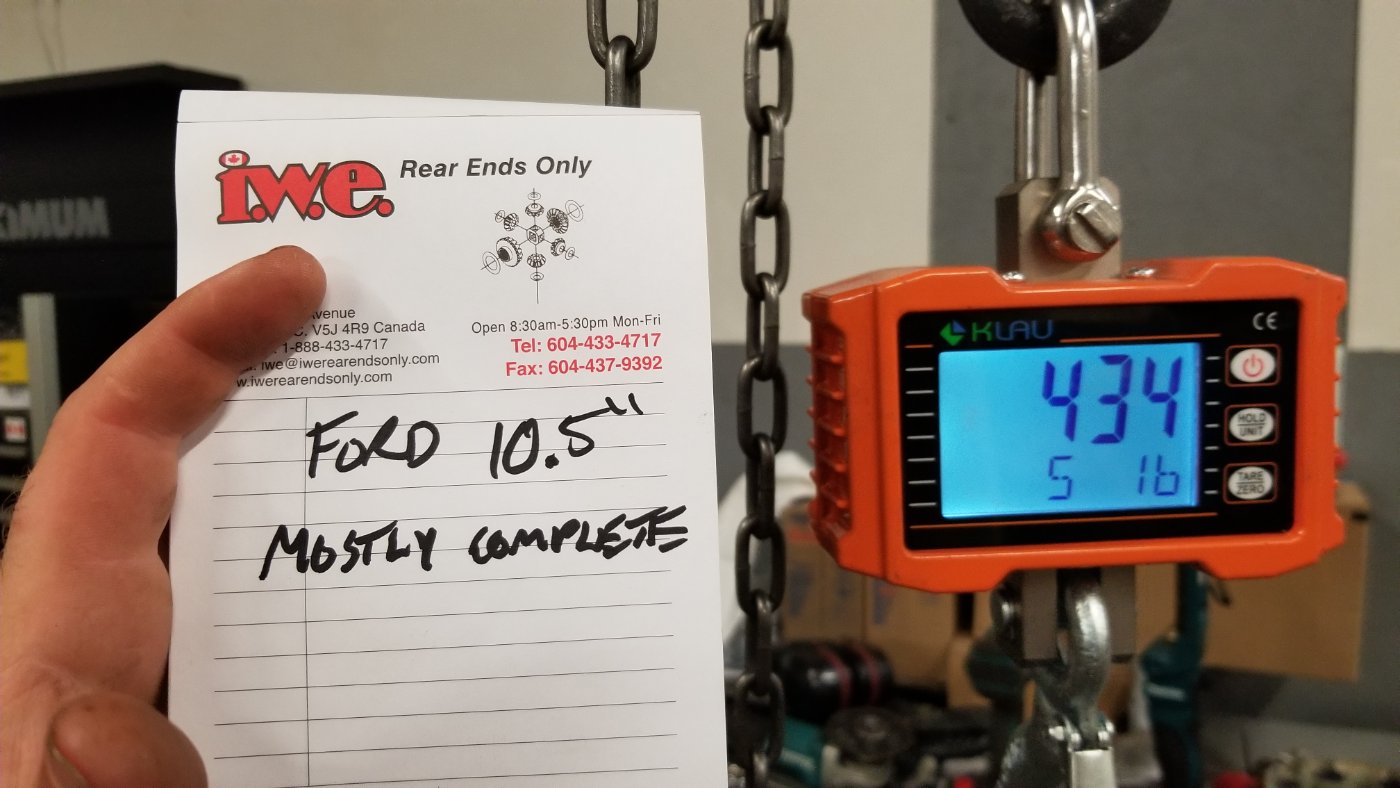 i.w.e. Rear Ends Only
Avenue
V5J 4R9 Canada
1-888-433-4717
iwe@iwerearendsonly.com
w.iwerearendsonly.com
Open 8:30am-5:30pm Mon-Fri
Tel: 604-433-4717
Fax: 604-437-9392
FORD 10.5"
MOSTLY COMPLETE
KLAU
CE
434
5 lb
HOLD
UNIT
TARE
ZERO
XIMUM